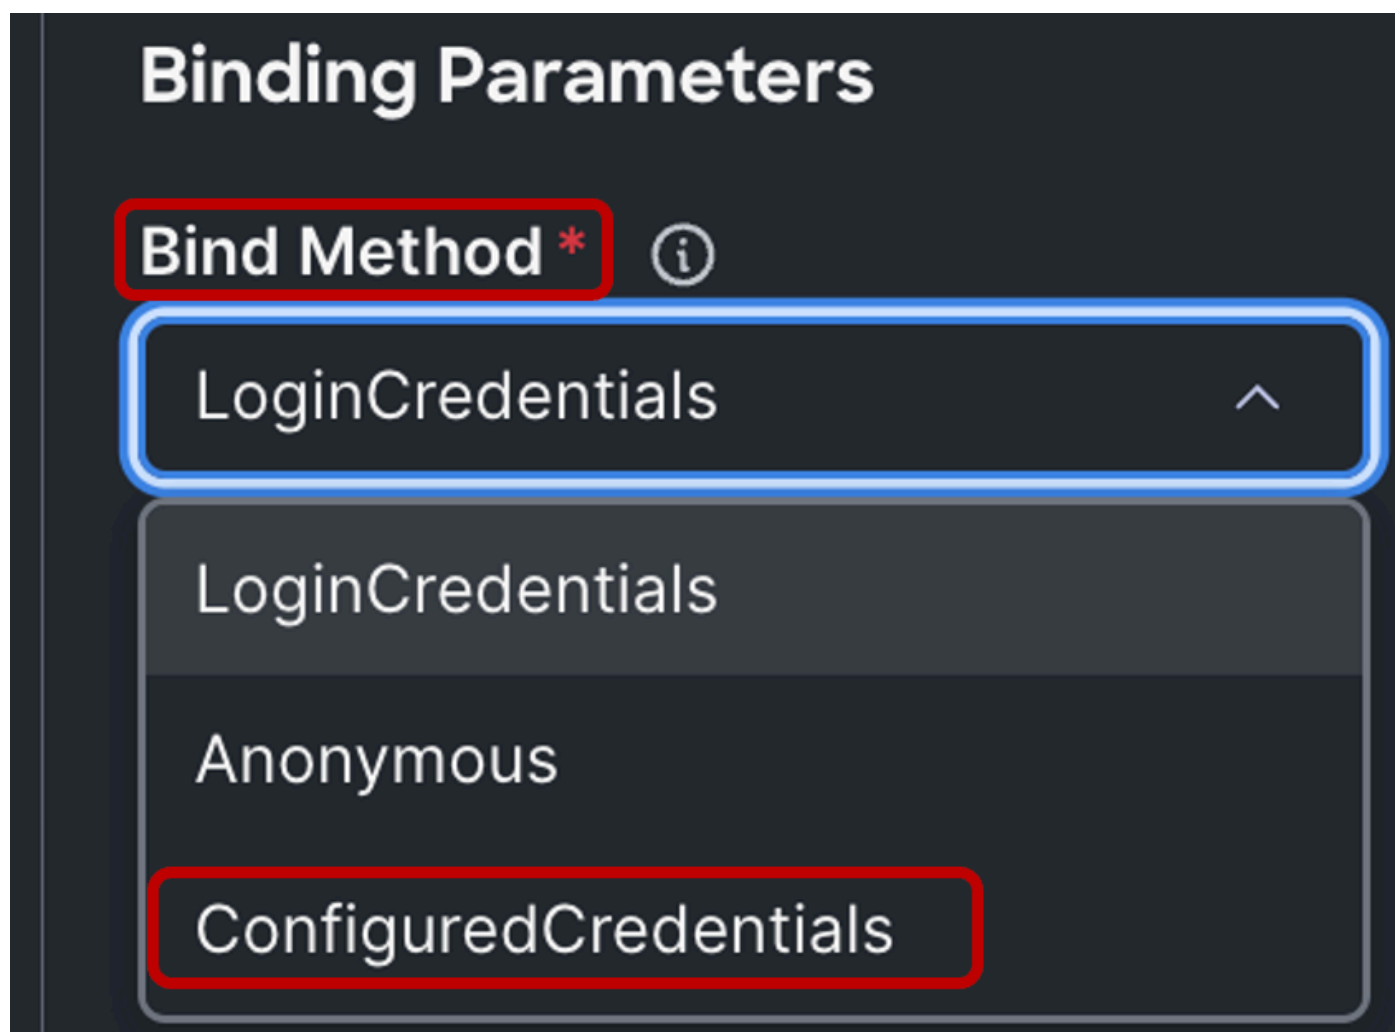 Binding Parameters
Bind Method *
LoginCredentials
LoginCredentials
Anonymous
ConfiguredCredentials